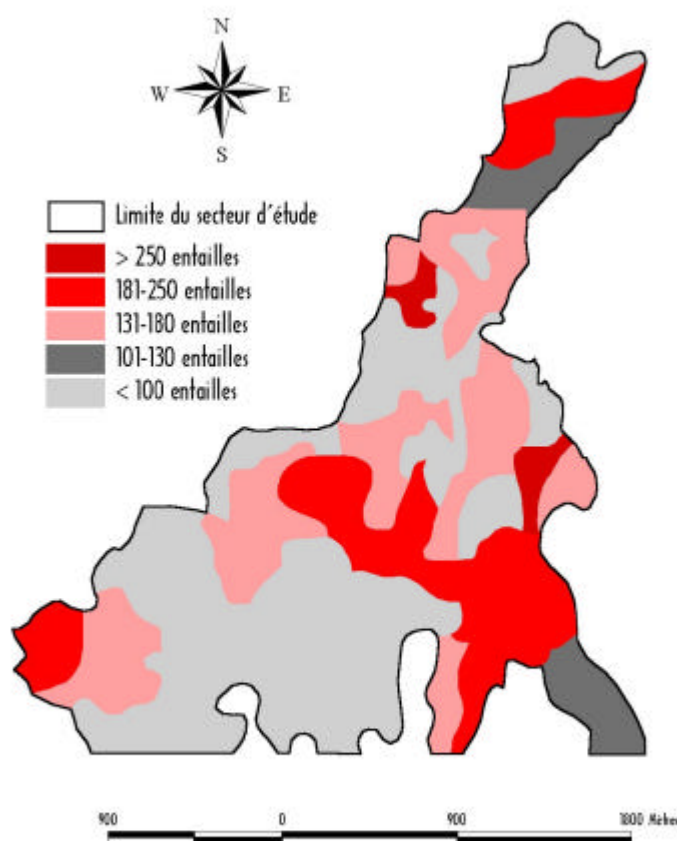 N
W E
S
Limite du secteur d'étude
> 250 entailles
181-250 entailles
131-180 entailles
101-130 entailles
< 100 entailles
900 0 900 1800 Mètres